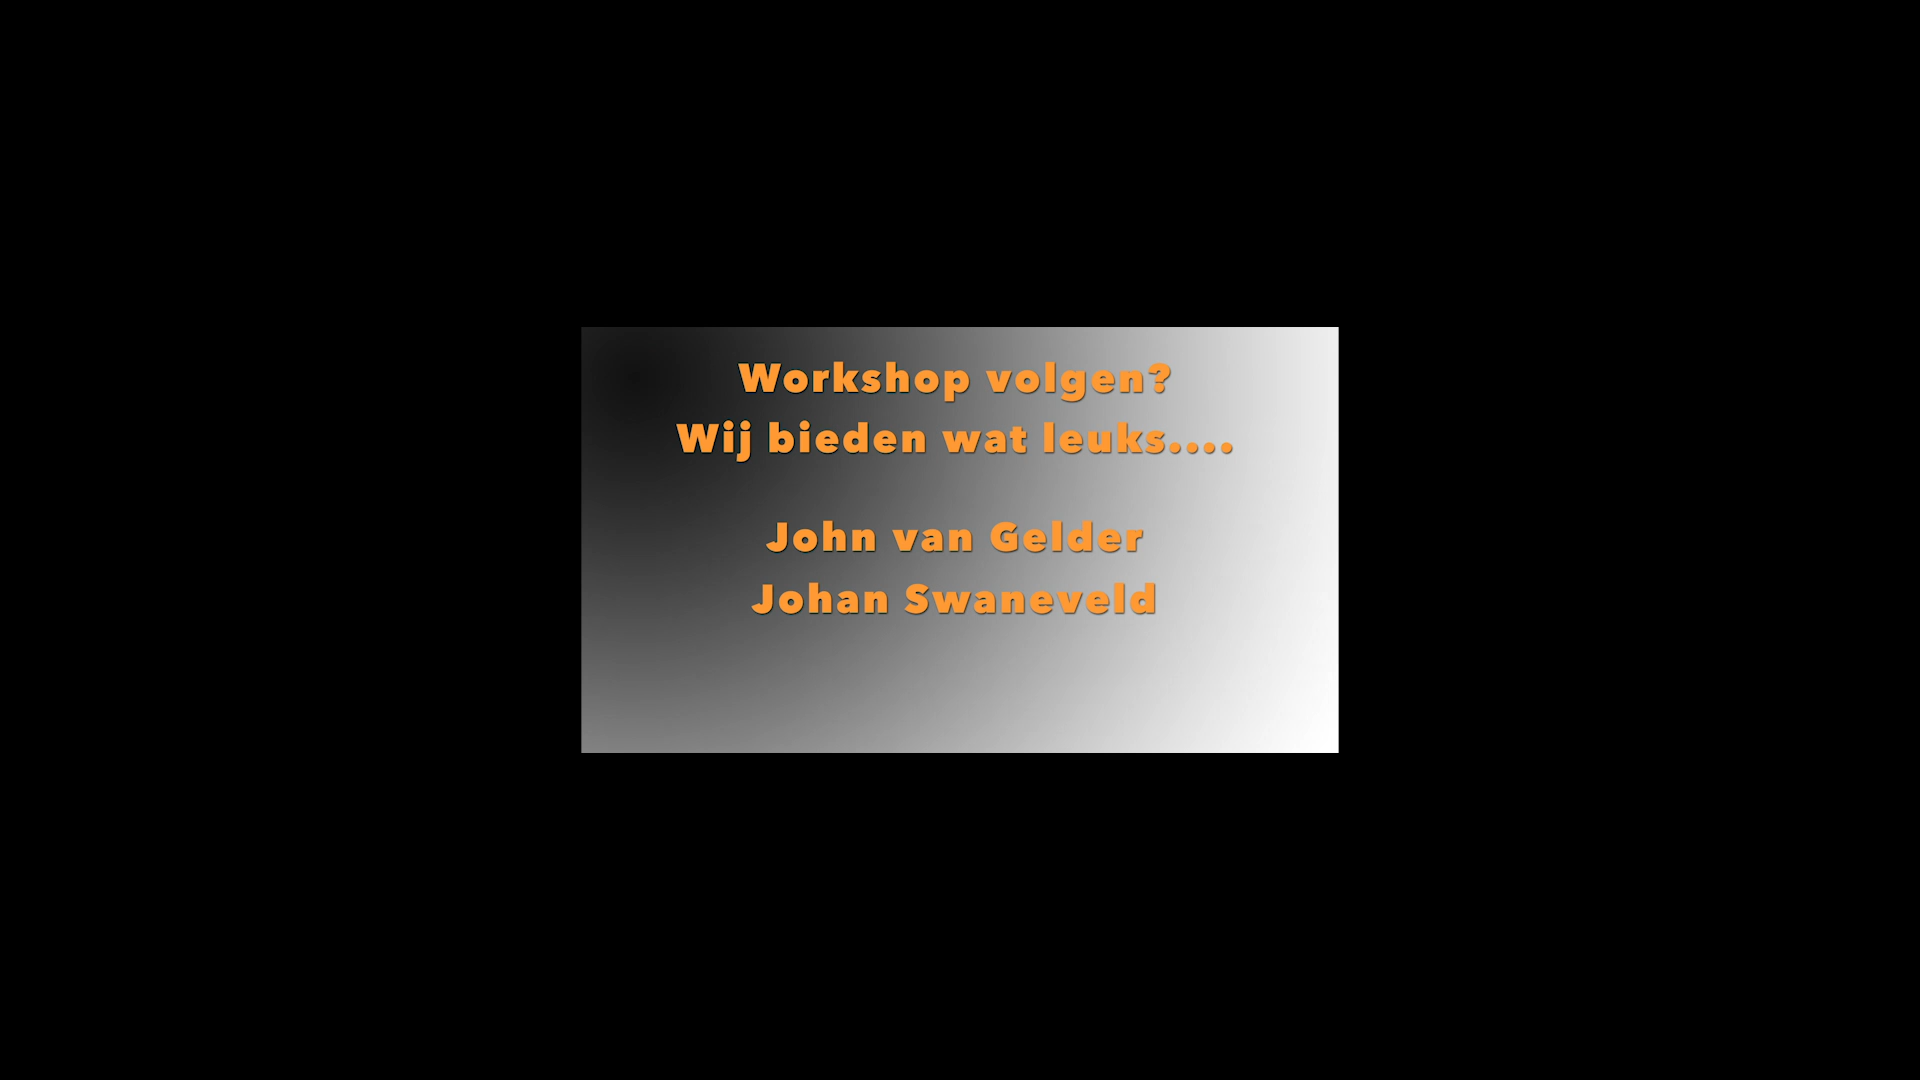 Workshop volgen?
Wij bieden wat leuks....
John van Gelder
Johan Swaneveld